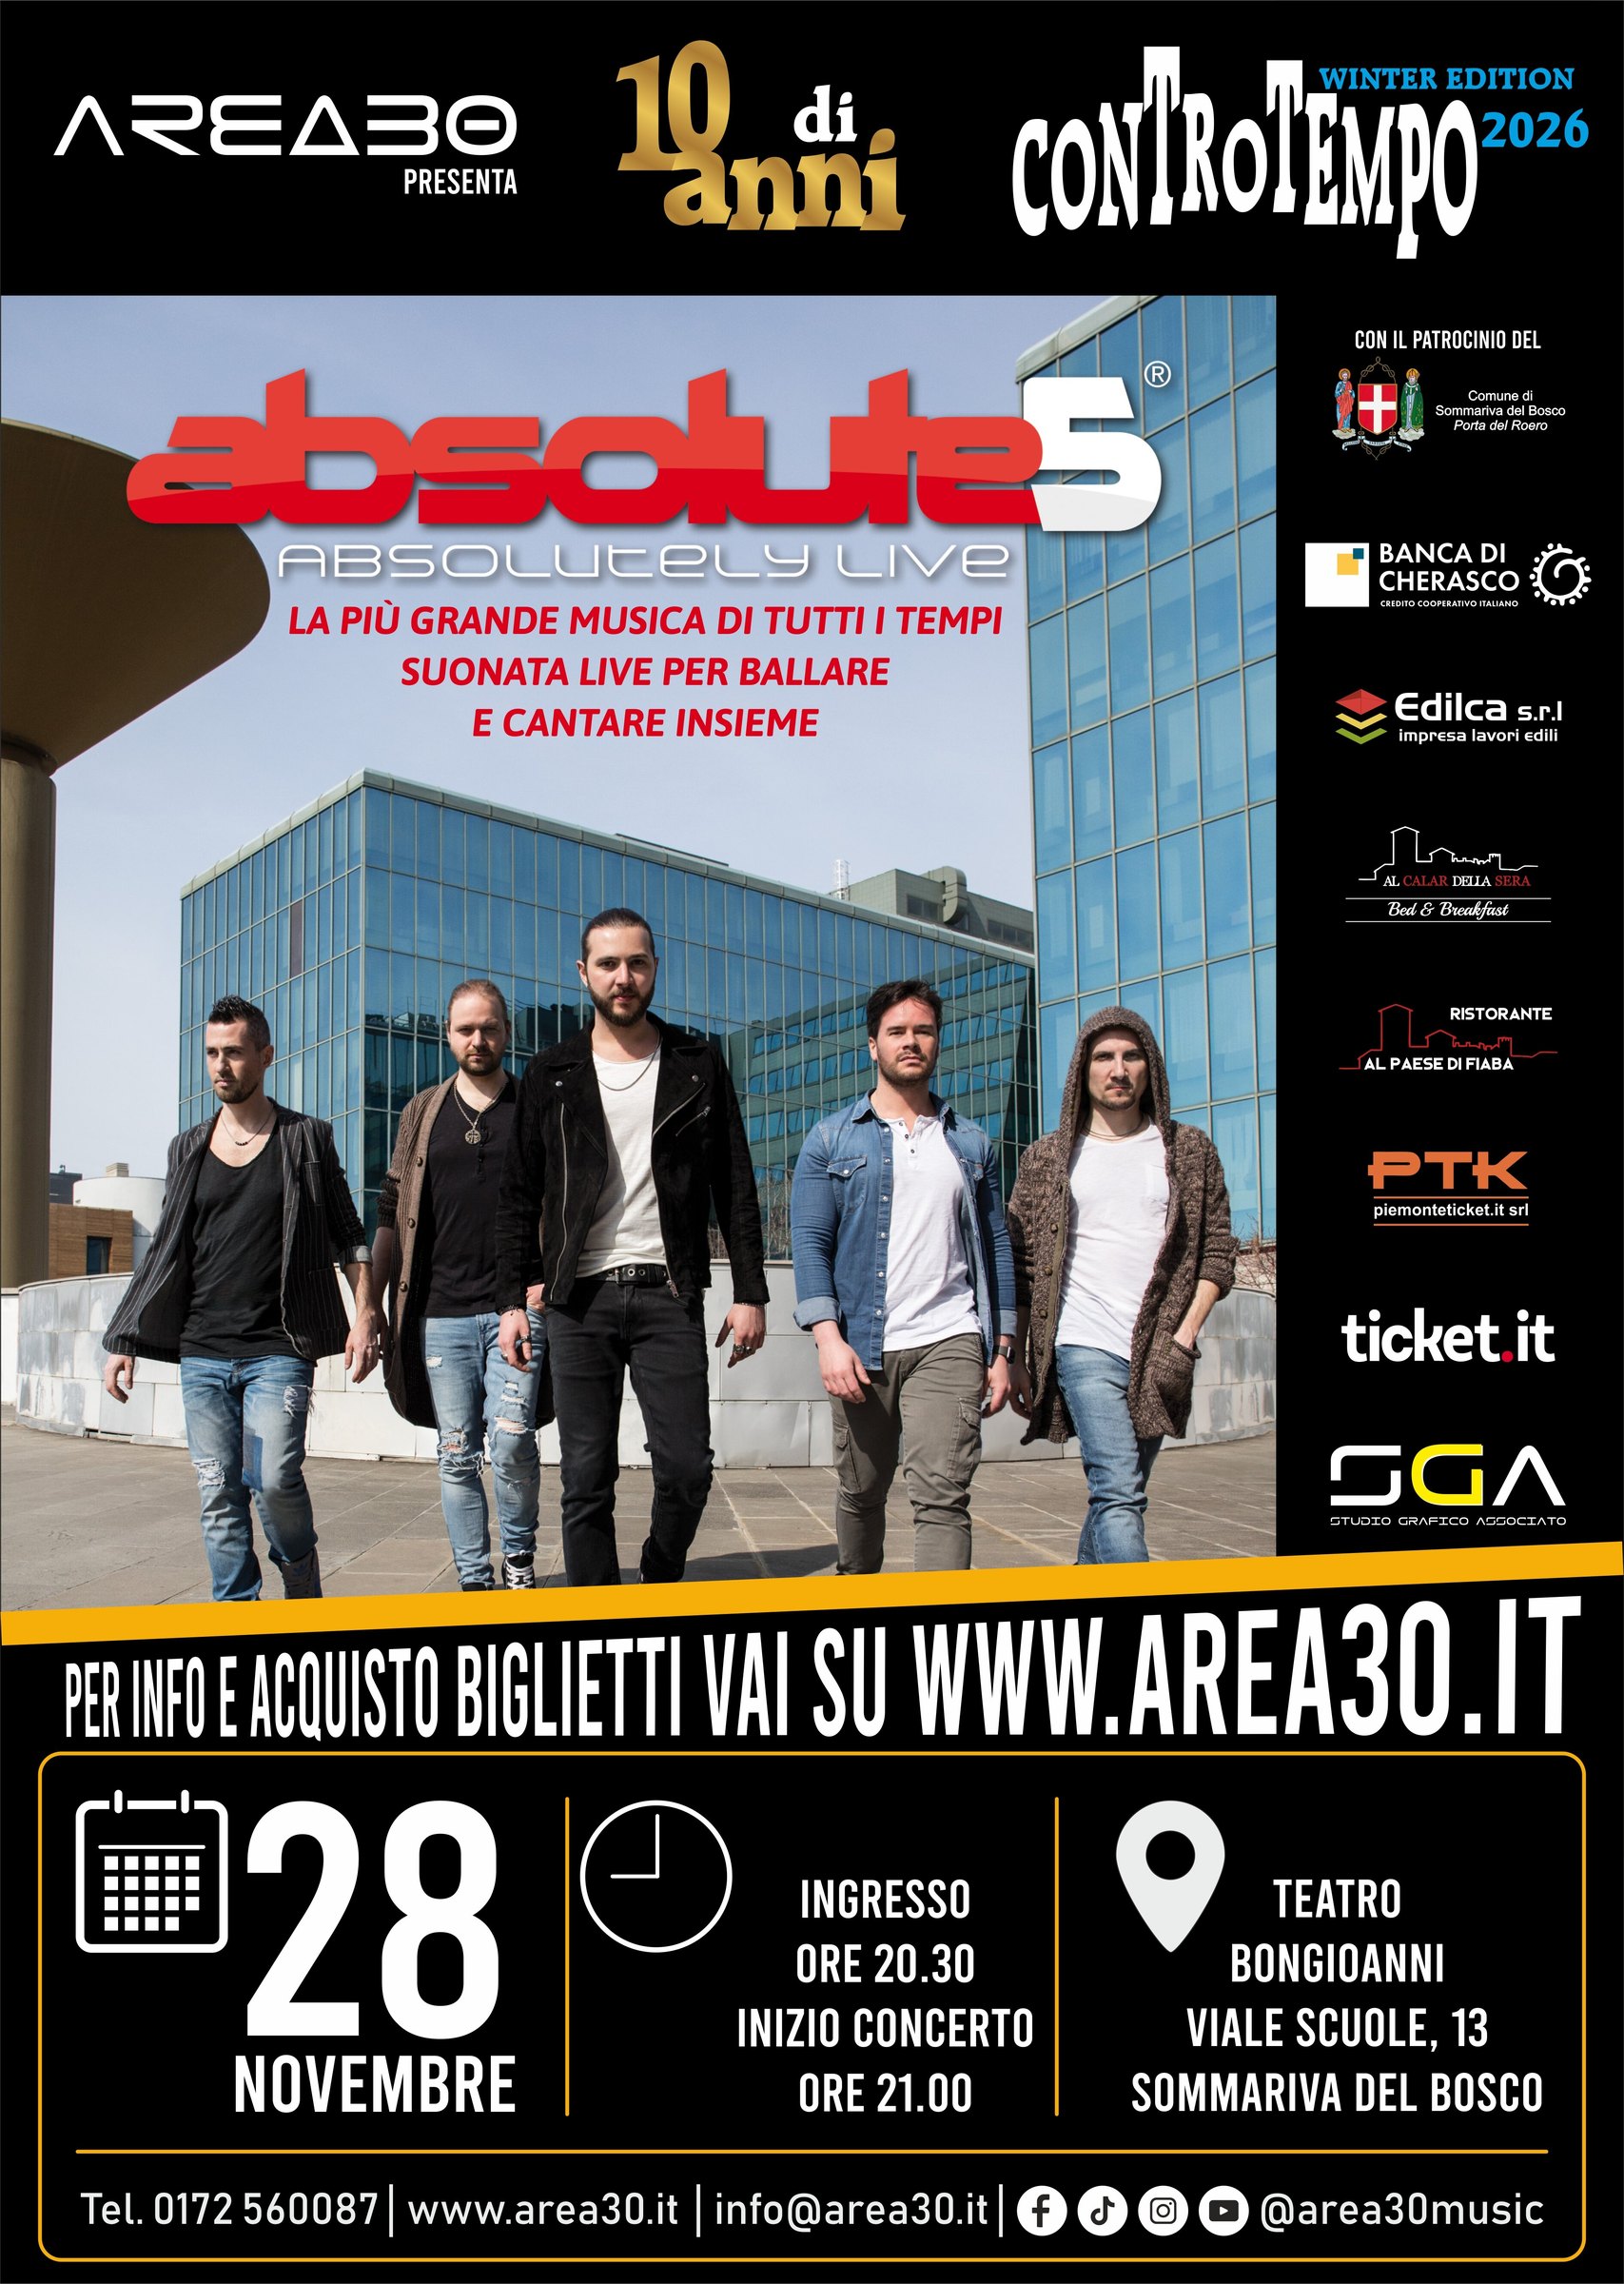 AREA30
PRESENTA
10 anni di
CONTROTEMPO
WINTER EDITION
2026
absolute5®
ABSOLUTELY LIVE
LA PIÙ GRANDE MUSICA DI TUTTI I TEMPI
SUONATA LIVE PER BALLARE
E CANTARE INSIEME
CON IL PATROCINIO DEL
Comune di
Sommariva del Bosco
Porta del Roero
BANCA DI
CHERASCO
CREDITO COOPERATIVO ITALIANO
Edilca s.r.l
impresa lavori edili
AL CALAR DELLA SERA
Bed & Breakfast
RISTORANTE
AL PAESE DI FIABA
PTK
piemonteticket.it srl
ticket.it
SGA
STUDIO GRAFICO ASSOCIATO
PER INFO E ACQUISTO BIGLIETTI VAI SU WWW.AREA30.IT
28
NOVEMBRE
INGRESSO
ORE 20.30
INIZIO CONCERTO
ORE 21.00
TEATRO
BONGIOANNI
VIALE SCUOLE, 13
SOMMARIVA DEL BOSCO
Tel. 0172 560087 | www.area30.it | info@area30.it | @area30music